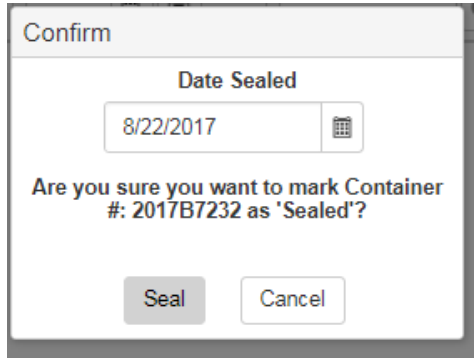 Confirm
Date Sealed
8/22/2017
Are you sure you want to mark Container
#: 2017B7232 as 'Sealed'?
Seal
Cancel